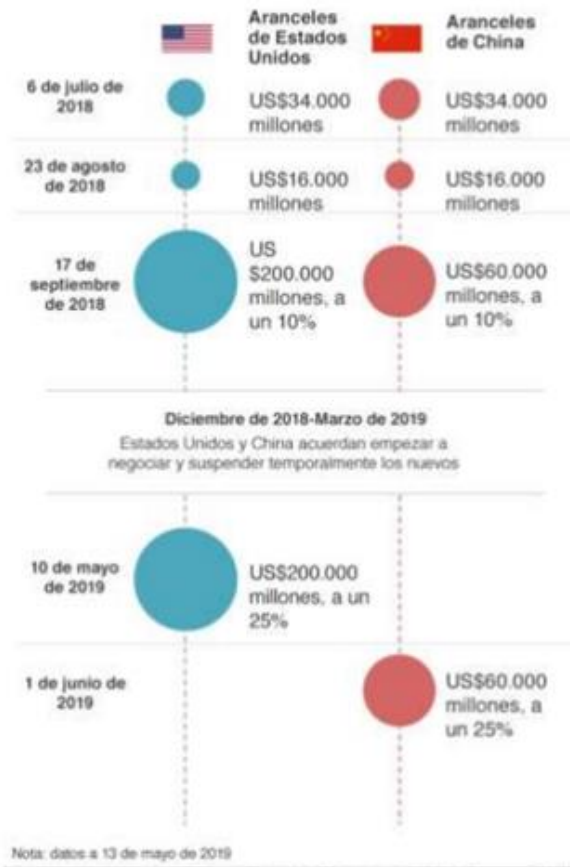 Aranceles
de Estados
Unidos
Aranceles
de China
6 de julio de
2018
US$34.000
millones
US$34.000
millones
23 de agosto
de 2018
US$16.000
millones
US$16.000
millones
17 de
septiembre
de 2018
US
$200.000
millones, a
un 10%
US$60.000
millones, a
un 10%
Diciembre de 2018-Marzo de 2019
Estados Unidos y China acuerdan empezar a
negociar y suspender temporalmente los nuevos
10 de mayo
de 2019
US$200.000
millones, a un
25%
1 de junio de
2019
US$60.000
millones, a
un 25%
Nota: datos a 13 de mayo de 2019